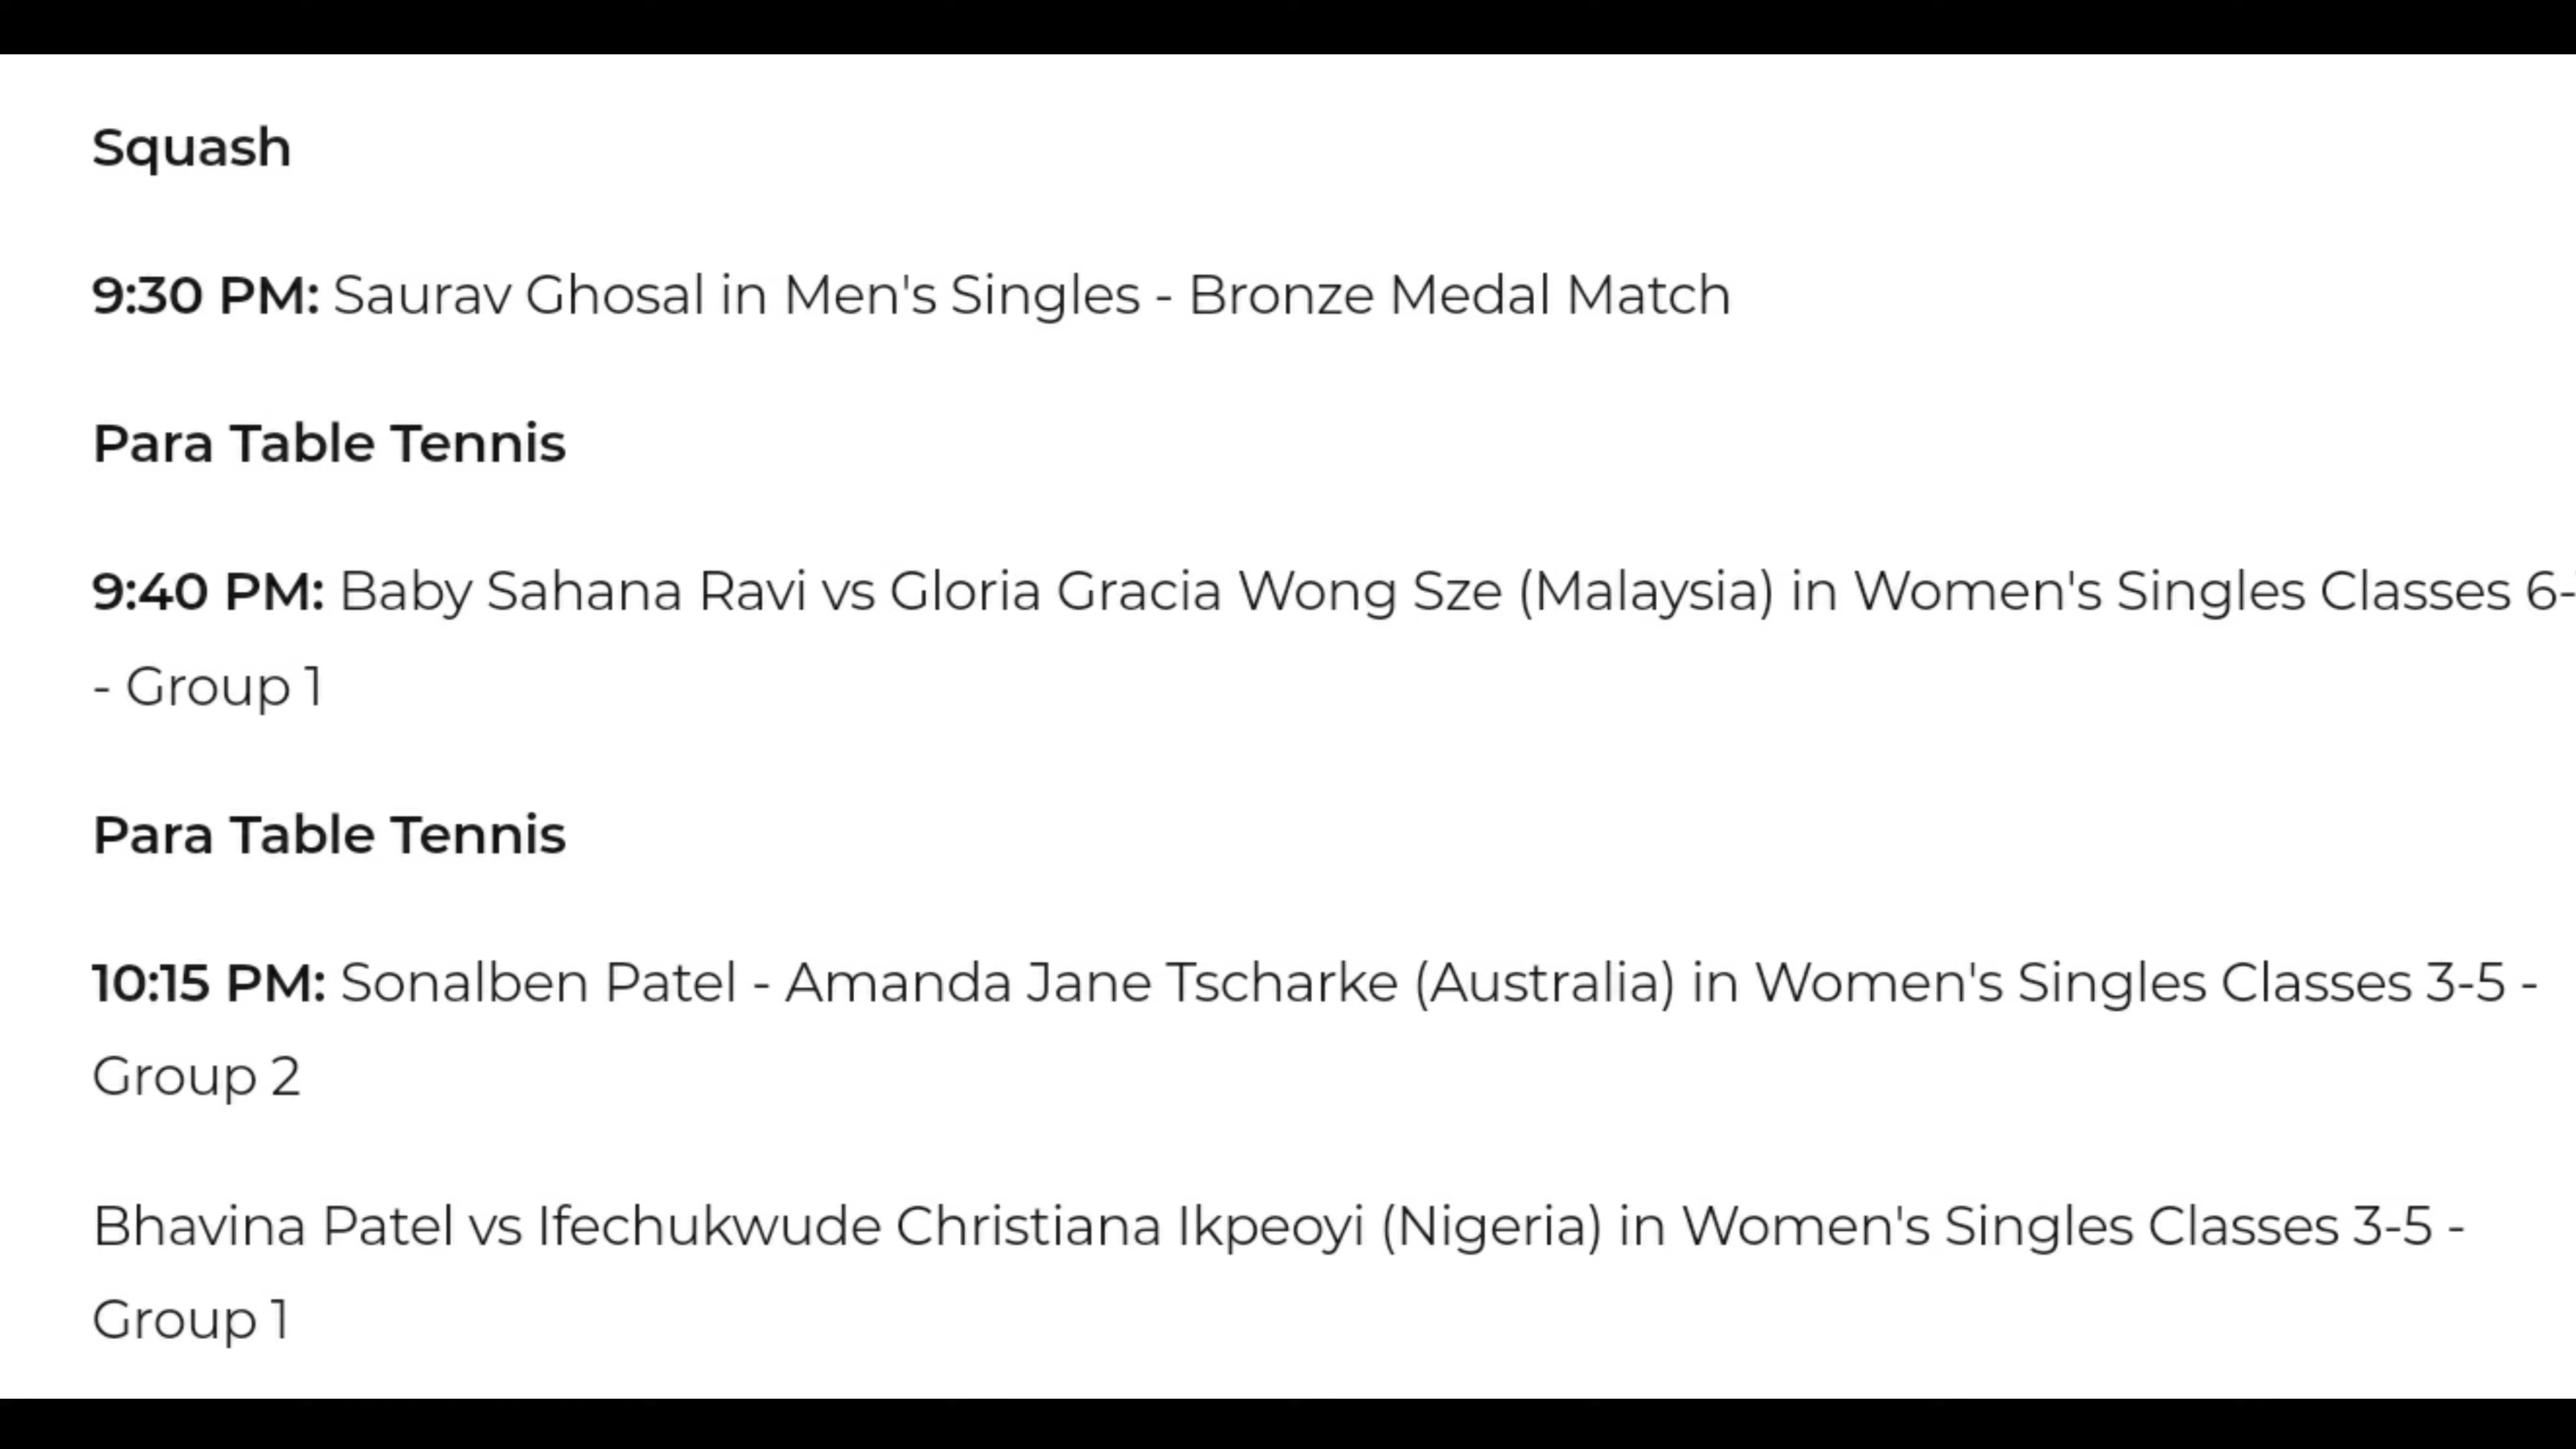 Squash
9:30 PM: Saurav Ghosal in Men's Singles - Bronze Medal Match
Para Table Tennis
9:40 PM: Baby Sahana Ravi vs Gloria Gracia Wong Sze (Malaysia) in Women's Singles Classes 6-
- Group 1
Para Table Tennis
10:15 PM: Sonalben Patel - Amanda Jane Tscharke (Australia) in Women's Singles Classes 3-5 -
Group 2
Bhavina Patel vs Ifechukwude Christiana Ikpeoyi (Nigeria) in Women's Singles Classes 3-5 -
Group 1